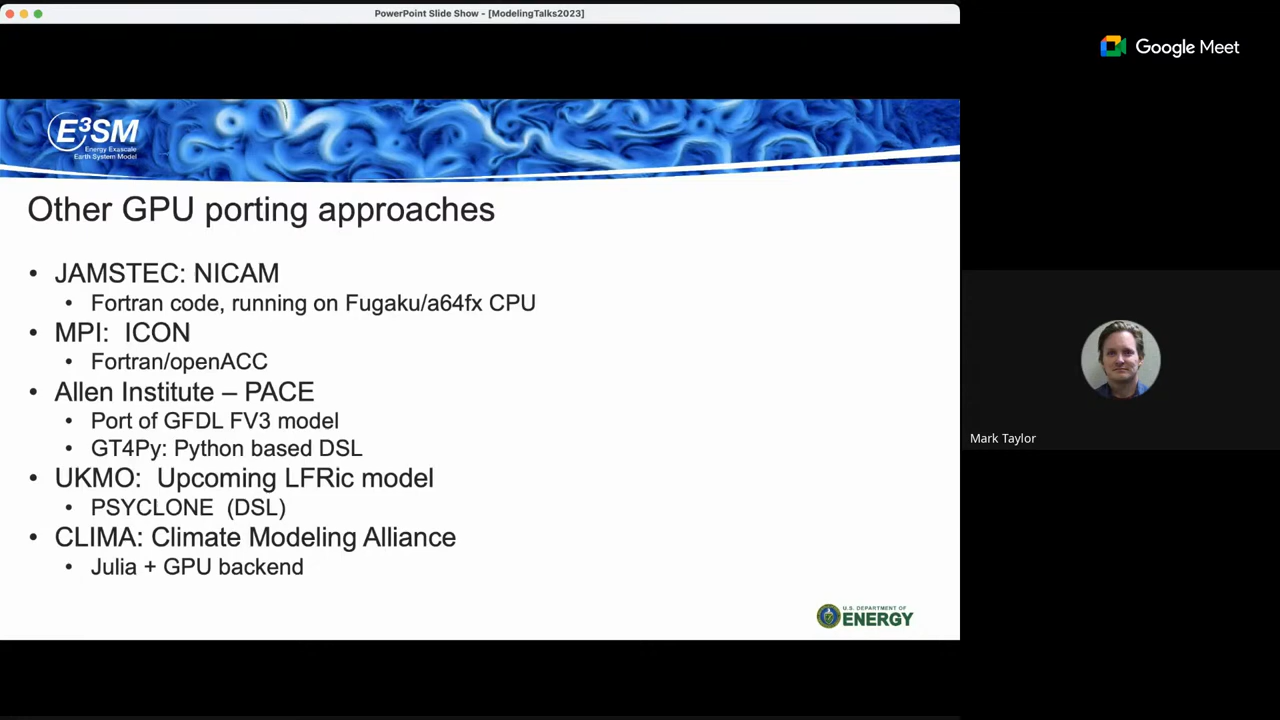 PowerPoint Slide Show - [ModelingTalks2023]
Google Meet
E³SM
Energy Exascale
Earth System Model
Other GPU porting approaches
• JAMSTEC: NICAM
• Fortran code, running on Fugaku/a64fx CPU
• MPI:  ICON
• Fortran/openACC
• Allen Institute – PACE
• Port of GFDL FV3 model
• GT4Py: Python based DSL
• UKMO:  Upcoming LFRic model
• PSYCLONE  (DSL)
• CLIMA: Climate Modeling Alliance
• Julia + GPU backend
U.S. DEPARTMENT OF
ENERGY
Mark Taylor